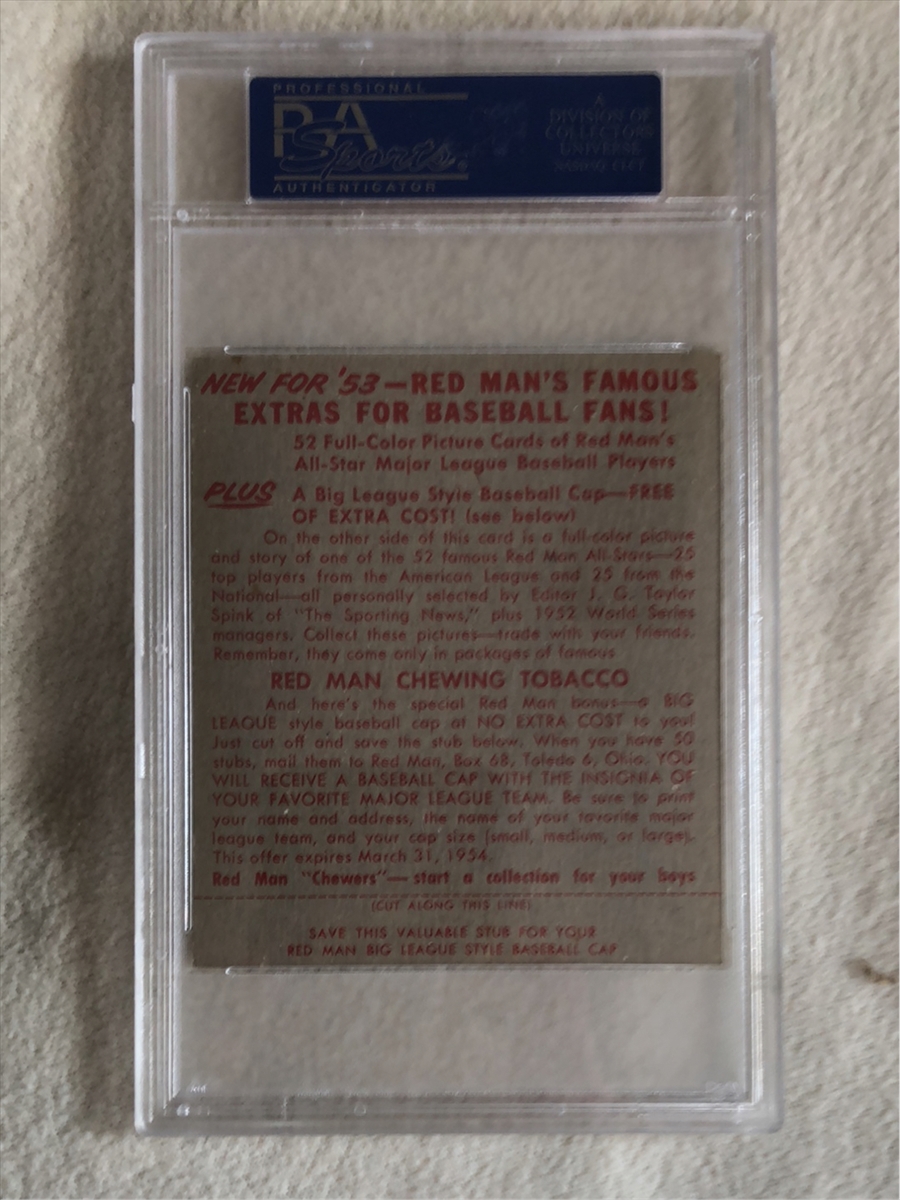 PROFESSIONAL
PSA
Sports
AUTHENTICATOR
A
DIVISION OF
COLLECTORS
UNIVERSE
NASDAQ: CLCT
NEW FOR '53—RED MAN'S FAMOUS
EXTRAS FOR BASEBALL FANS!
52 Full-Color Picture Cards of Red Man's
All-Star Major League Baseball Players
PLUS A Big League Style Baseball Cap—FREE
OF EXTRA COST! (see below)
On the other side of this card is a full-color picture
and story of one of the 52 famous Red Man All-Stars—25
top players from the American League and 25 from the
National—all personally selected by Editor J. G. Taylor
Spink of "The Sporting News," plus 1952 World Series
managers. Collect these pictures—trade with your friends.
Remember, they come only in packages of famous
RED MAN CHEWING TOBACCO
And here's the special Red Man bonus—a BIG
LEAGUE style baseball cap at NO EXTRA COST to you!
Just cut off and save the stub below. When you have 50
stubs, mail them to Red Man, Box 68, Toledo 6, Ohio. YOU
WILL RECEIVE A BASEBALL CAP WITH THE INSIGNIA OF
YOUR FAVORITE MAJOR LEAGUE TEAM. Be sure to print
your name and address, the name of your favorite major
league team, and your cap size (small, medium, or large).
This offer expires March 31, 1954.
Red Man "Chewers"—start a collection for your boys
(CUT ALONG THIS LINE)
SAVE THIS VALUABLE STUB FOR YOUR
RED MAN BIG LEAGUE STYLE BASEBALL CAP